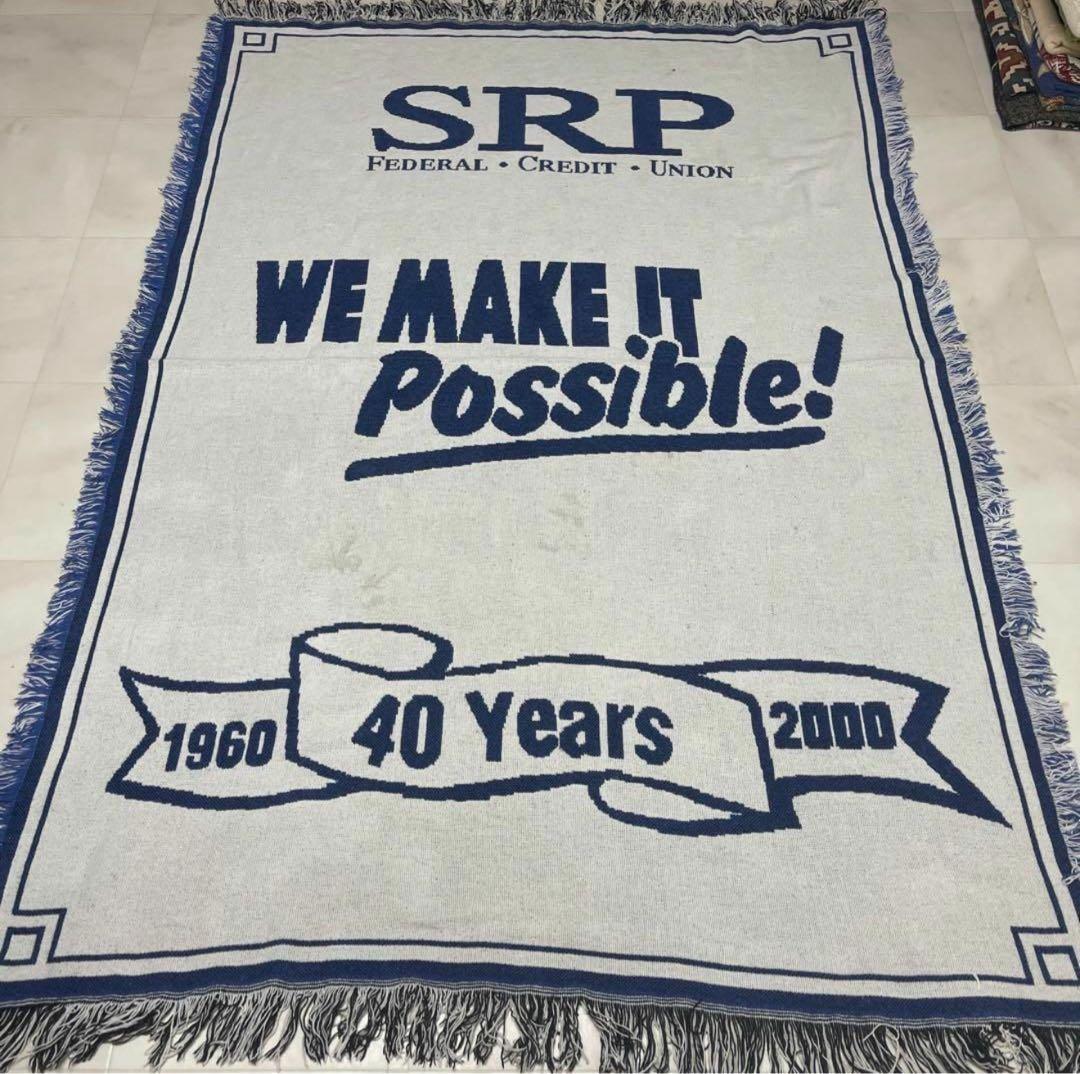 SRP
FEDERAL • CREDIT • UNION
WE MAKE IT
Possible!
1960 40 Years 2000